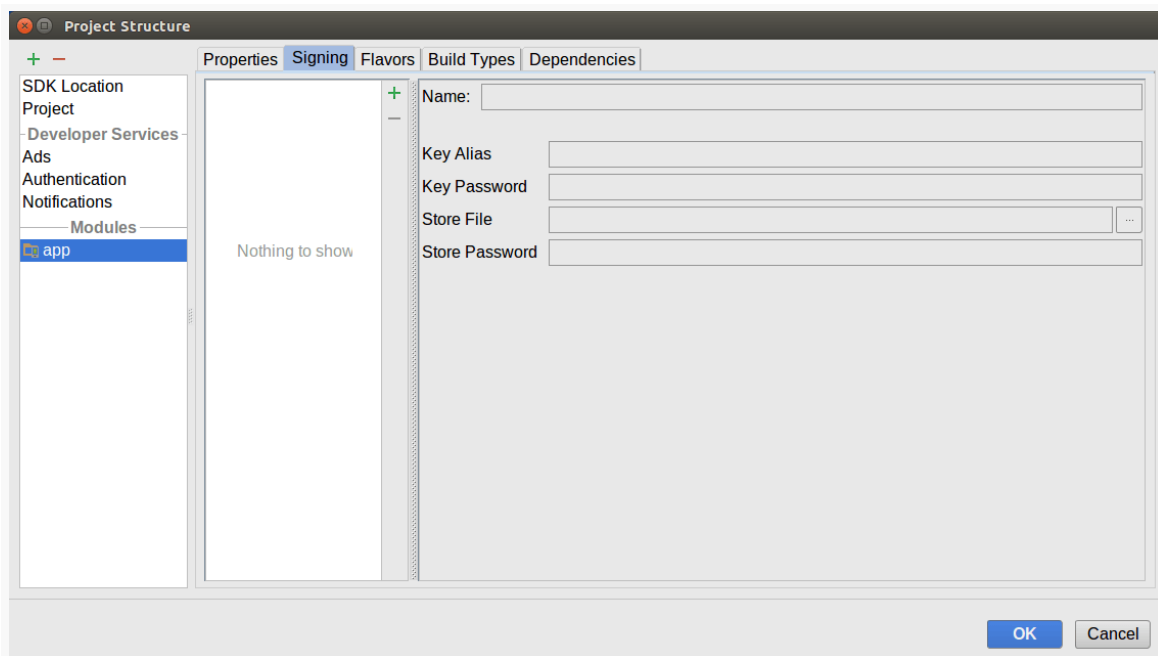 Project Structure
Properties Signing Flavors Build Types Dependencies
SDK Location
Project
Developer Services
Ads
Authentication
Notifications
Modules
app
Nothing to show
Name:
Key Alias
Key Password
Store File
...
Store Password
OK Cancel